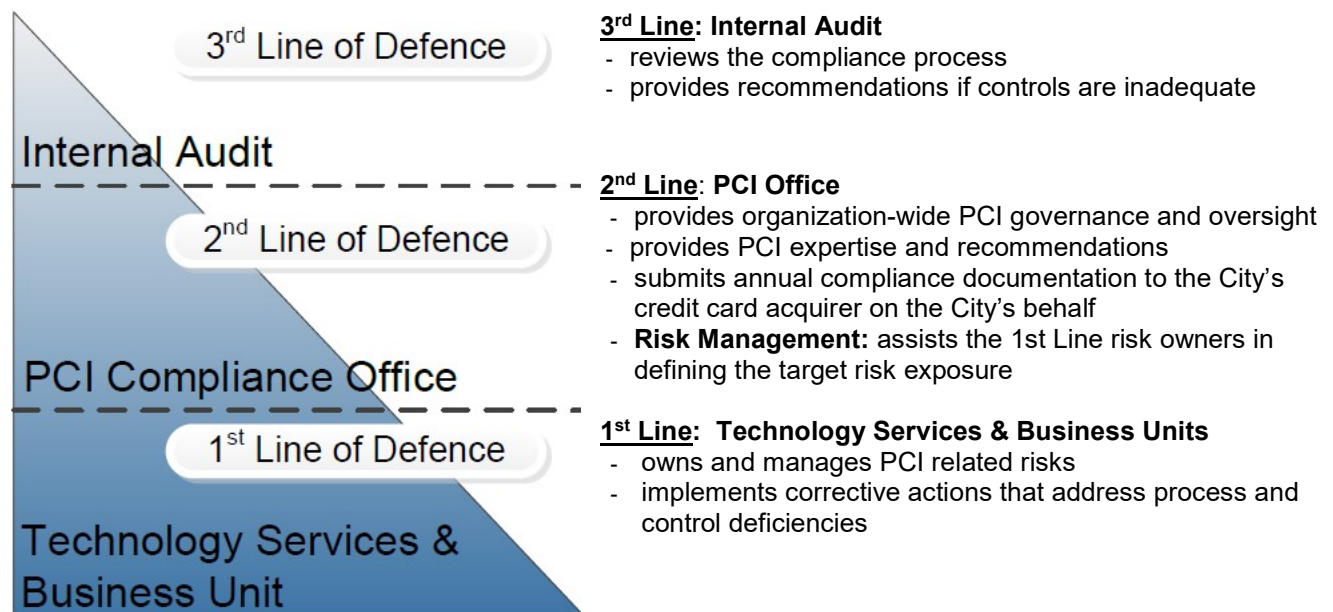 3rd Line of Defence
Internal Audit
2nd Line of Defence
PCI Compliance Office
1st Line of Defence
Technology Services &
Business Unit
3rd Line: Internal Audit
- reviews the compliance process
- provides recommendations if controls are inadequate
2nd Line: PCI Office
- provides organization-wide PCI governance and oversight
- provides PCI expertise and recommendations
- submits annual compliance documentation to the City’s
credit card acquirer on the City’s behalf
- Risk Management: assists the 1st Line risk owners in
defining the target risk exposure
1st Line: Technology Services & Business Units
- owns and manages PCI related risks
- implements corrective actions that address process and
control deficiencies